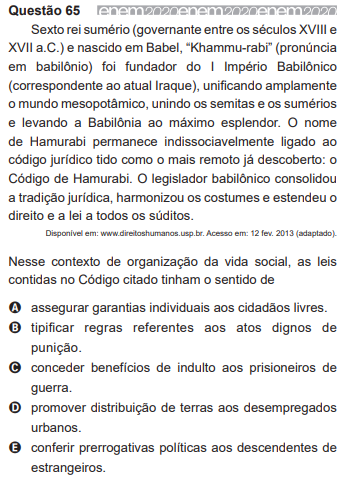 Questão 65 enem2020 enem2020 enem2020
Sexto rei sumério (governante entre os séculos XVIII e
XVII a.C.) e nascido em Babel, “Khammu-rabi” (pronúncia
em babilônio) foi fundador do I Império Babilônico
(correspondente ao atual Iraque), unificando amplamente
o mundo mesopotâmico, unindo os semitas e os sumérios
e levando a Babilônia ao máximo esplendor. O nome
de Hamurabi permanece indissociavelmente ligado ao
código jurídico tido como o mais remoto já descoberto: o
Código de Hamurabi. O legislador babilônico consolidou
a tradição jurídica, harmonizou os costumes e estendeu o
direito e a lei a todos os súditos.
Disponível em: www.direitoshumanos.usp.br. Acesso em: 12 fev. 2013 (adaptado).
Nesse contexto de organização da vida social, as leis
contidas no Código citado tinham o sentido de
A assegurar garantias individuais aos cidadãos livres.
B tipificar regras referentes aos atos dignos de
punição.
C conceder benefícios de indulto aos prisioneiros de
guerra.
D promover distribuição de terras aos desempregados
urbanos.
E conferir prerrogativas políticas aos descendentes de
estrangeiros.